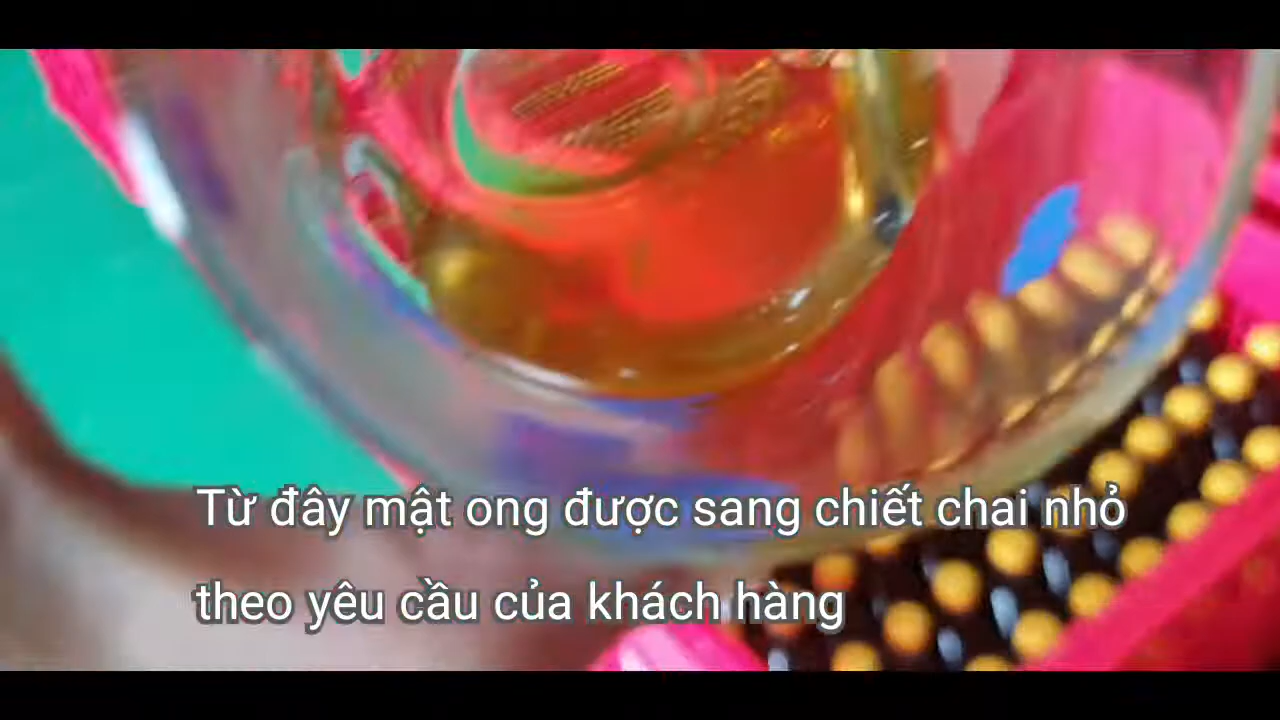 Từ đây mật ong được sang chiết chai nhỏ
theo yêu cầu của khách hàng